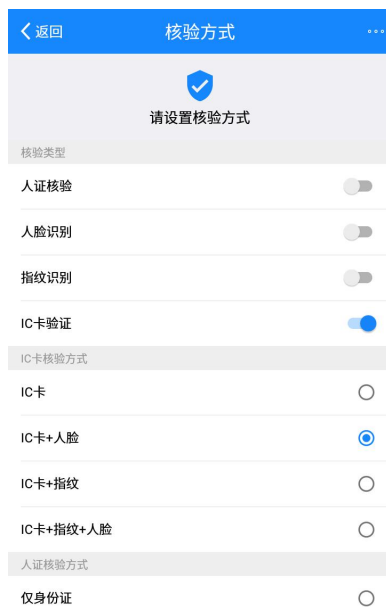 返回
核验方式
请设置核验方式
核验类型
人证核验
人脸识别
指纹识别
IC卡验证
IC卡核验方式
IC卡
IC卡+人脸
IC卡+指纹
IC卡+指纹+人脸
人证核验方式
仅身份证